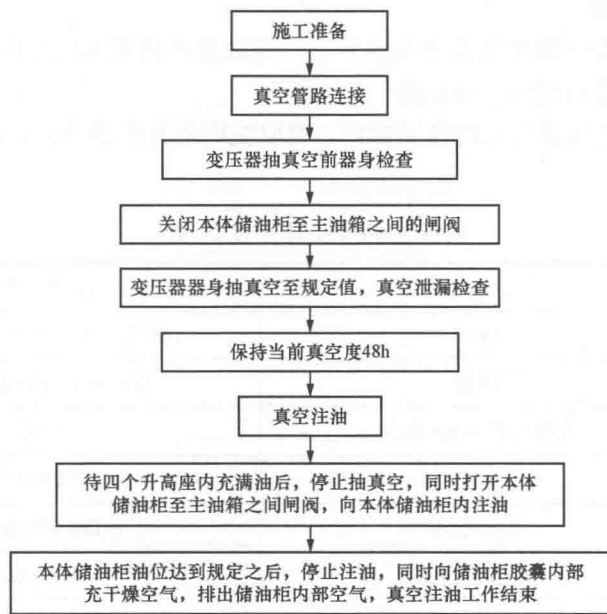 施工准备
真空管路连接
变压器抽真空前器身检查
关闭本体储油柜至主油箱之间的闸阀
变压器器身抽真空至规定值，真空泄漏检查
保持当前真空度48h
真空注油
待四个升高座内充满油后，停止抽真空，同时打开本体
储油柜至主油箱之间闸阀，向本体储油柜内注油
本体储油柜油位达到规定之后，停止注油，同时向储油柜胶囊内部
充干燥空气，排出储油柜内部空气，真空注油工作结束